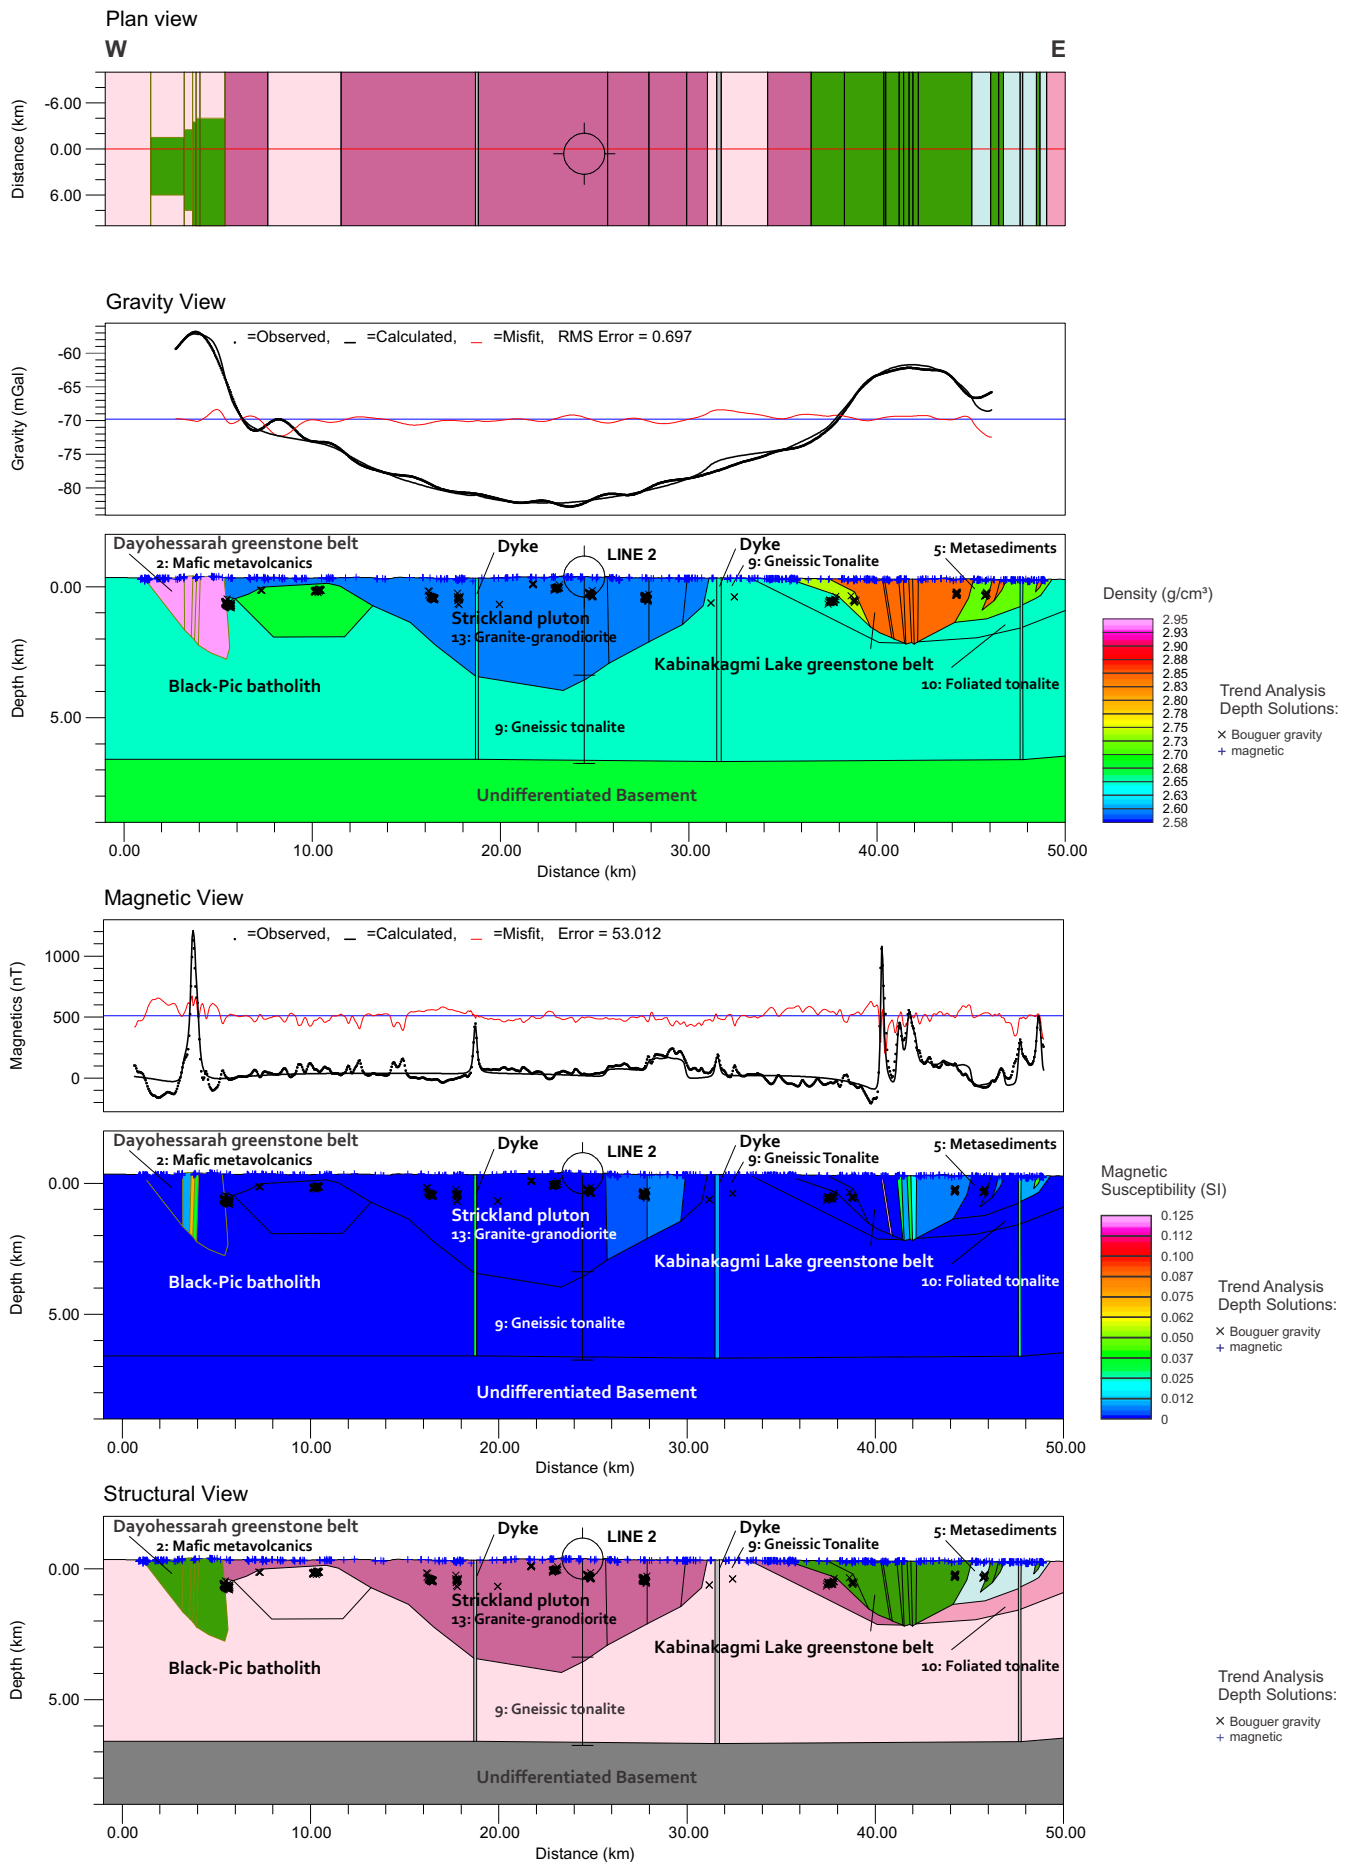 Plan view
W E
Distance (km)
-6.00
0.00
6.00
Gravity View
=Observed, =Calculated, =Misfit, RMS Error = 0.697
Gravity (mGal)
-60
-65
-70
-75
-80
Dayohessarah greenstone belt
2: Mafic metavolcanics
Dyke
LINE 2
Dyke
9: Gneissic Tonalite
5: Metasediments
Strickland pluton
13: Granite-granodiorite
Kabinakagmi Lake greenstone belt
10: Foliated tonalite
Black-Pic batholith
9: Gneissic tonalite
Undifferentiated Basement
Depth (km)
0.00
5.00
0.00 10.00 20.00 30.00 40.00 50.00
Distance (km)
Density (g/cm³)
2.95
2.93
2.90
2.88
2.85
2.83
2.80
2.78
2.75
2.73
2.70
2.68
2.65
2.63
2.60
2.58
Trend Analysis
Depth Solutions:
× Bouguer gravity
+ magnetic
Magnetic View
=Observed, =Calculated, =Misfit, Error = 53.012
Magnetics (nT)
1000
500
0
Dayohessarah greenstone belt
2: Mafic metavolcanics
Dyke
LINE 2
Dyke
9: Gneissic Tonalite
5: Metasediments
Strickland pluton
13: Granite-granodiorite
Kabinakagmi Lake greenstone belt
10: Foliated tonalite
Black-Pic batholith
9: Gneissic tonalite
Undifferentiated Basement
Depth (km)
0.00
5.00
0.00 10.00 20.00 30.00 40.00 50.00
Distance (km)
Magnetic
Susceptibility (SI)
0.125
0.112
0.100
0.087
0.075
0.062
0.050
0.037
0.025
0.012
0
Trend Analysis
Depth Solutions:
× Bouguer gravity
+ magnetic
Structural View
Dayohessarah greenstone belt
2: Mafic metavolcanics
Dyke
LINE 2
Dyke
9: Gneissic Tonalite
5: Metasediments
Strickland pluton
13: Granite-granodiorite
Kabinakagmi Lake greenstone belt
10: Foliated tonalite
Black-Pic batholith
9: Gneissic tonalite
Undifferentiated Basement
Depth (km)
0.00
5.00
0.00 10.00 20.00 30.00 40.00 50.00
Distance (km)
Trend Analysis
Depth Solutions:
× Bouguer gravity
+ magnetic